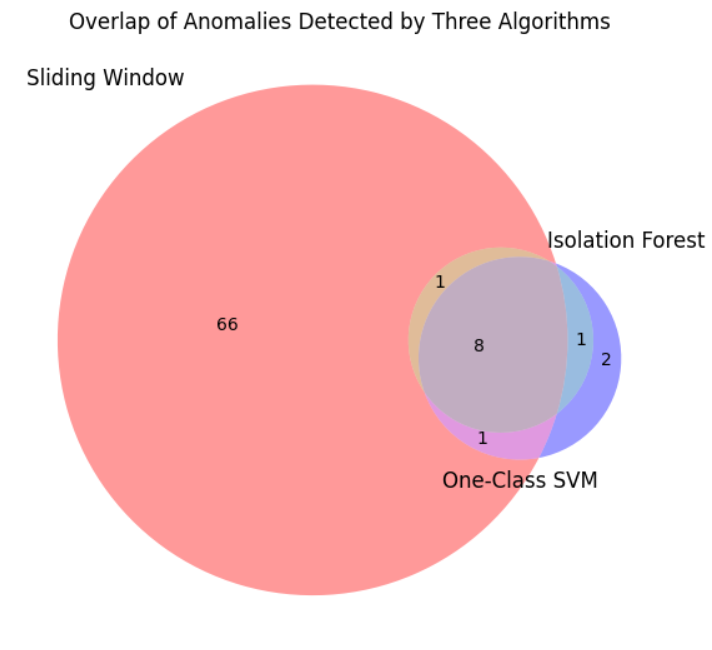 Overlap of Anomalies Detected by Three Algorithms
Sliding Window
Isolation Forest
1
66
1
8
2
1
One-Class SVM